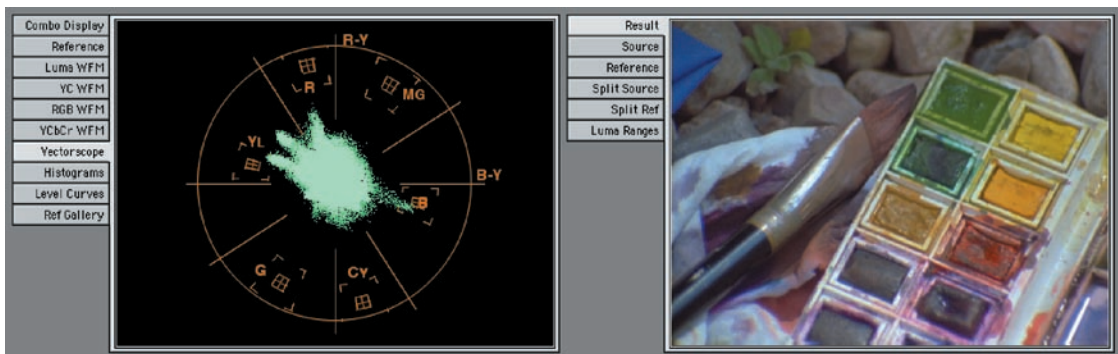 Combo Display
Reference
Luma WFM
YC WFM
RGB WFM
YCbCr WFM
Vectorscope
Histograms
Level Curves
Ref Gallery
R-Y
R
MG
YL
B-Y
B
G
CY
Result
Source
Reference
Split Source
Split Ref
Luma Ranges